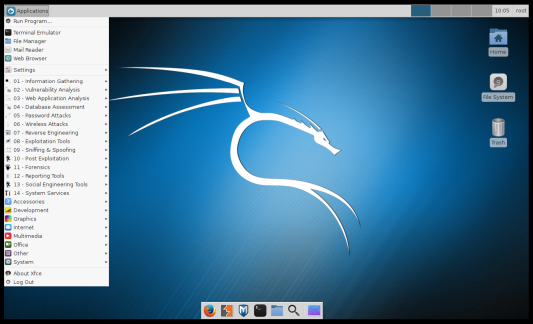 Applications
10:05 root
Run Program...
Terminal Emulator
File Manager
Mail Reader
Web Browser
Settings
01 - Information Gathering
02 - Vulnerability Analysis
03 - Web Application Analysis
04 - Database Assessment
05 - Password Attacks
06 - Wireless Attacks
07 - Reverse Engineering
08 - Exploitation Tools
09 - Sniffing & Spoofing
10 - Post Exploitation
11 - Forensics
12 - Reporting Tools
13 - Social Engineering Tools
14 - System Services
Accessories
Development
Graphics
Internet
Multimedia
Office
Other
System
About Xfce
Log Out
Home
File System
Trash